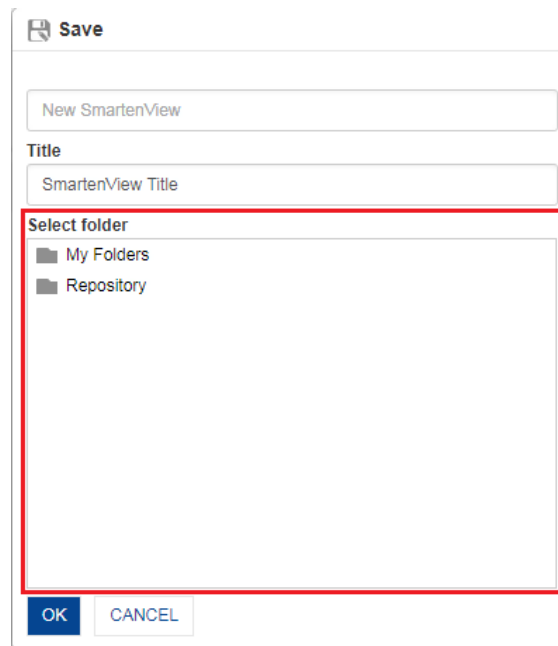 Save
New SmartenView
Title
SmartenView Title
Select folder
My Folders
Repository
OK CANCEL